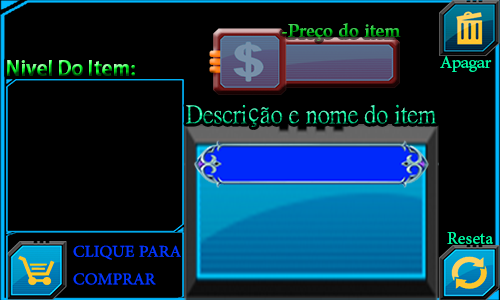 -Preço do item
Apagar
Nivel Do Item:
Descrição e nome do item
$
CLIQUE PARA
COMPRAR
Reseta